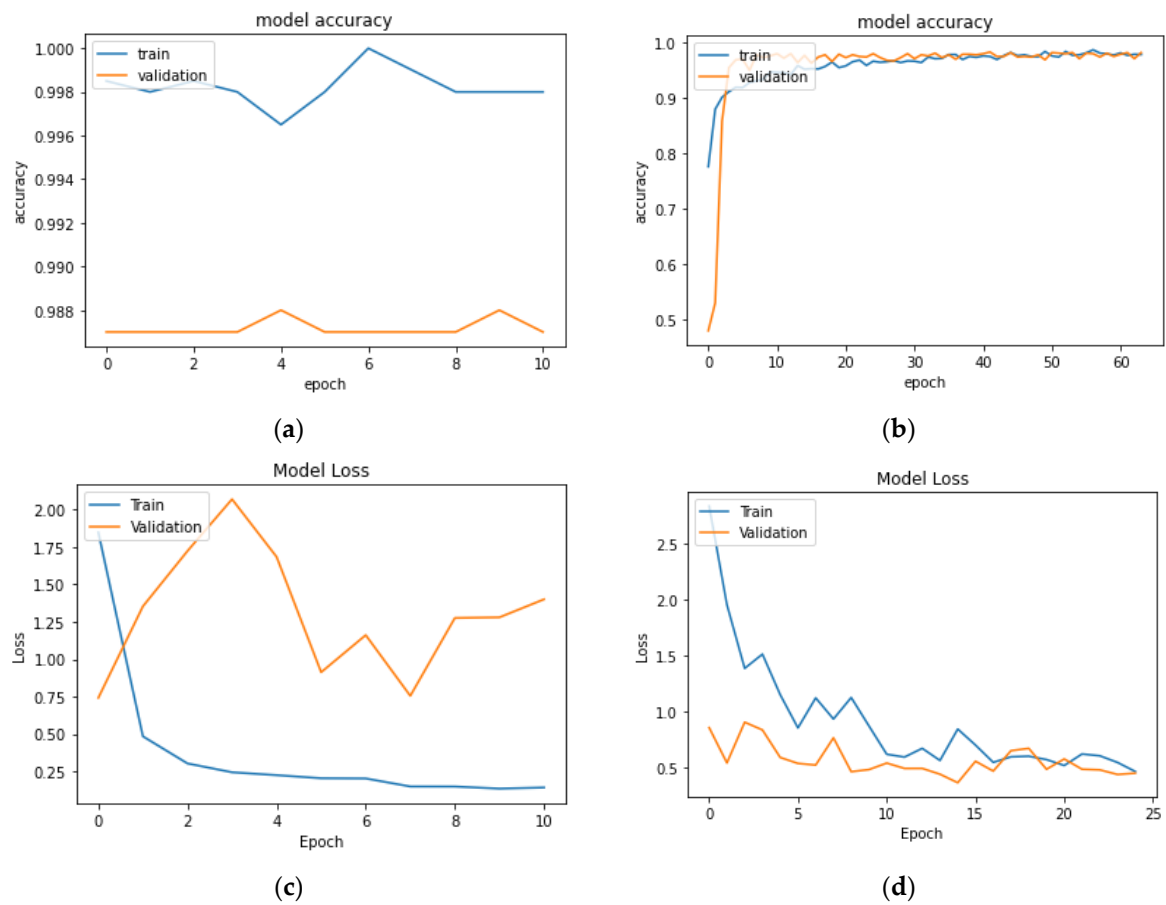 model accuracy
train
validation
1.000
0.998
0.996
0.994
0.992
0.990
0.988
accuracy
0 2 4 6 8 10
epoch
(a)
model accuracy
train
validation
1.0
0.9
0.8
0.7
0.6
0.5
accuracy
0 10 20 30 40 50 60
epoch
(b)
Model Loss
Train
Validation
2.00
1.75
1.50
1.25
1.00
0.75
0.50
0.25
Loss
0 2 4 6 8 10
Epoch
(c)
Model Loss
Train
Validation
2.5
2.0
1.5
1.0
0.5
Loss
0 5 10 15 20 25
Epoch
(d)